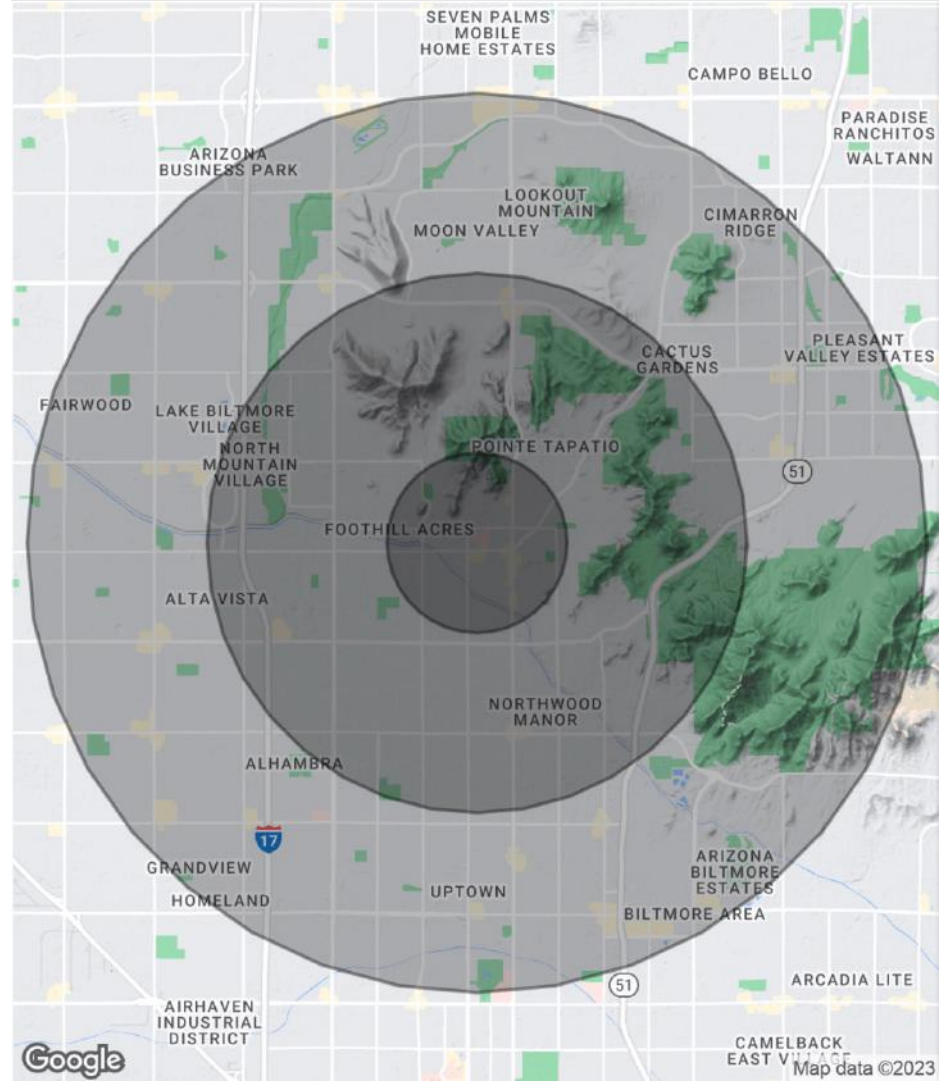 SEVEN PALMS
MOBILE
HOME ESTATES
CAMPO BELLO
PARADISE
RANCHITOS
WALTANN
ARIZONA
BUSINESS PARK
LOOKOUT
MOUNTAIN
MOON VALLEY
CIMARRON
RIDGE
PLEASANT
VALLEY ESTATES
CACTUS
GARDENS
FAIRWOOD
LAKE BILTMORE
VILLAGE
NORTH
MOUNTAIN
VILLAGE
POINTE TAPATIO
51
FOOTHILL ACRES
ALTA VISTA
NORTHWOOD
MANOR
ALHAMBRA
17
GRANDVIEW
HOMELAND
UPTOWN
ARIZONA
BILTMORE
ESTATES
BILTMORE AREA
51
ARCADIA LITE
AIRHAVEN
INDUSTRIAL
DISTRICT
CAMELBACK
EAST VILLAGE
Google
Map data ©2023